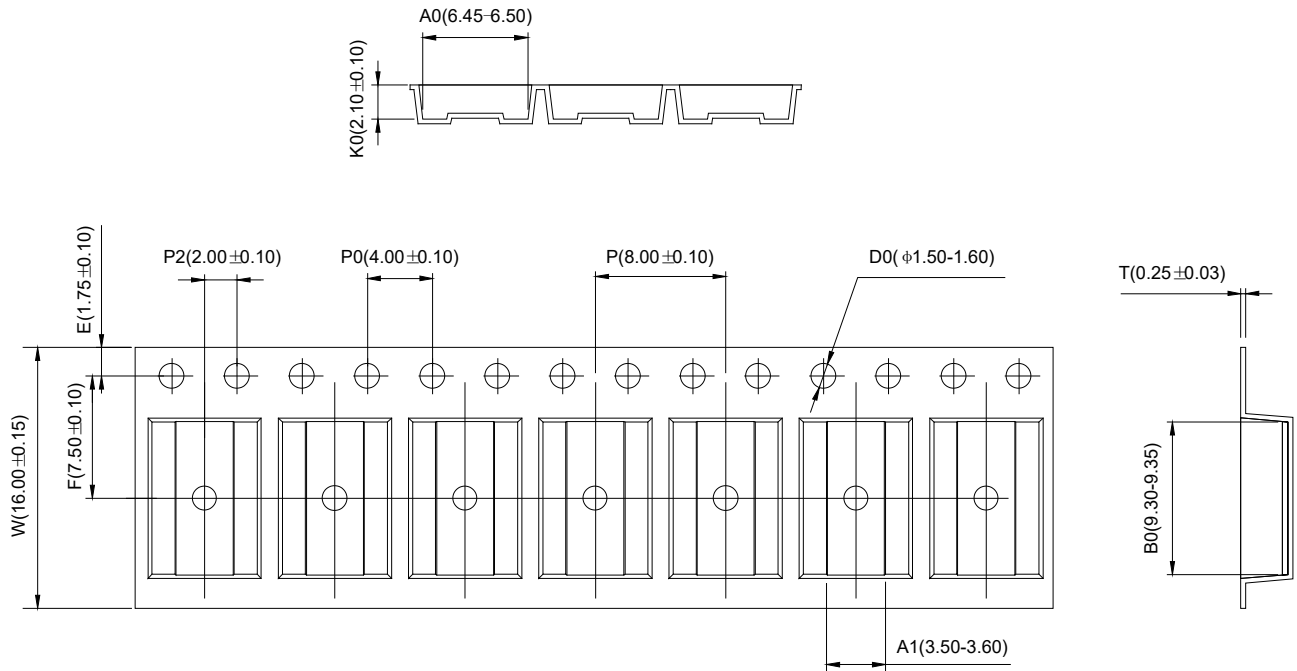 A0(6.45-6.50)
K0(2.10±0.10)
E(1.75±0.10)
P2(2.00±0.10)
P0(4.00±0.10)
P(8.00±0.10)
D0(φ1.50-1.60)
T(0.25±0.03)
F(7.50±0.10)
W(16.00±0.15)
B0(9.30-9.35)
A1(3.50-3.60)